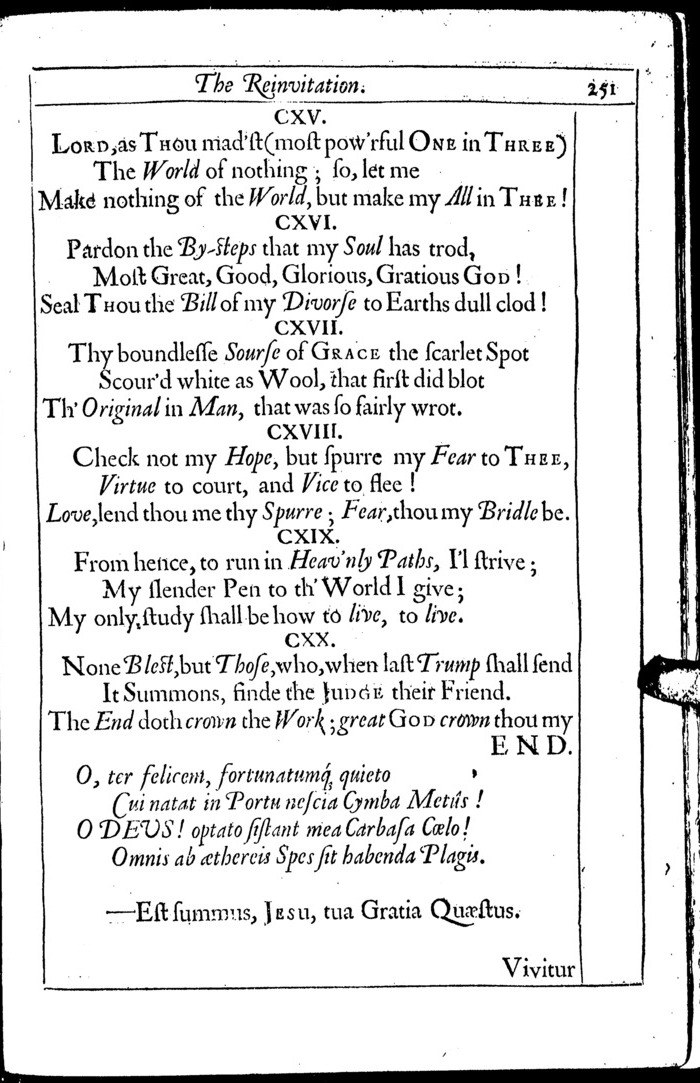 The Reinvitation. 251
CXV.
LORD, as THOU mad'ſt (moſt pow'rful ONE in THREE)
The World of nothing ; ſo, let me
Make nothing of the World, but make my All in THEE !
CXVI.
Pardon the By-ſteps that my Soul has trod,
Moſt Great, Good, Glorious, Gratious GOD !
Seal THOU the Bill of my Divorſe to Earths dull clod !
CXVII.
Thy boundleſſe Sourſe of GRACE the ſcarlet Spot
Scour'd white as Wool, that firſt did blot
Th' Original in Man, that was ſo fairly wrot.
CXVIII.
Check not my Hope, but ſpurre my Fear to THEE,
Virtue to court, and Vice to flee !
Love, lend thou me thy Spurre ; Fear, thou my Bridle be.
CXIX.
From hence, to run in Heav'nly Paths, I'l ſtrive ;
My ſlender Pen to th' World I give ;
My only ſtudy ſhall be how to live, to live.
CXX.
None Bleſt, but Thoſe, who, when laſt Trump ſhall ſend
It Summons, finde the JUDGE their Friend.
The End doth crown the Work ; great GOD crown thou my
END.
O, ter felicem, fortunatumq́; quieto
Cui natat in Portu neſcia Cymba Metûs !
O DEUS ! optato ſiſtant mea Carbaſa Cœlo !
Omnis ab æthereis Spes ſit habenda Plagis.
—Eſt ſummus, JESU, tua Gratia Quæſtus.
Vivitur